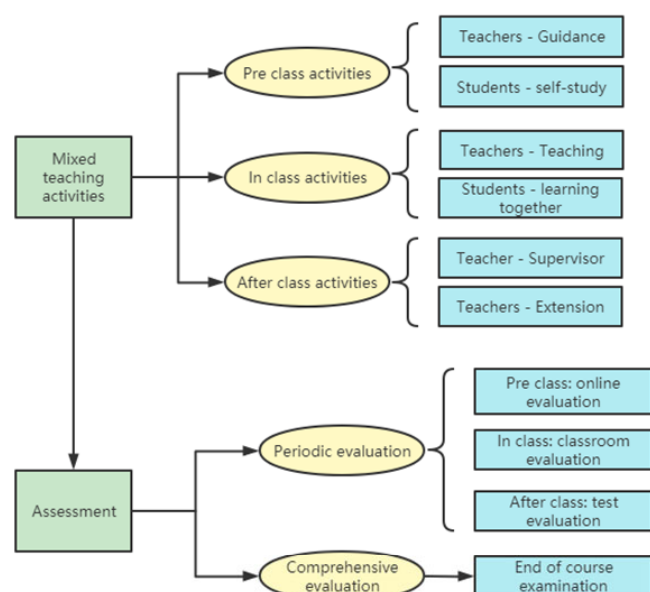 Mixed
teaching
activities
Pre class activities
Teachers - Guidance
Students - self-study
In class activities
Teachers - Teaching
Students - learning
together
After class activities
Teacher - Supervisor
Teachers - Extension
Assessment
Periodic evaluation
Pre class: online
evaluation
In class: classroom
evaluation
After class: test
evaluation
Comprehensive
evaluation
End of course
examination